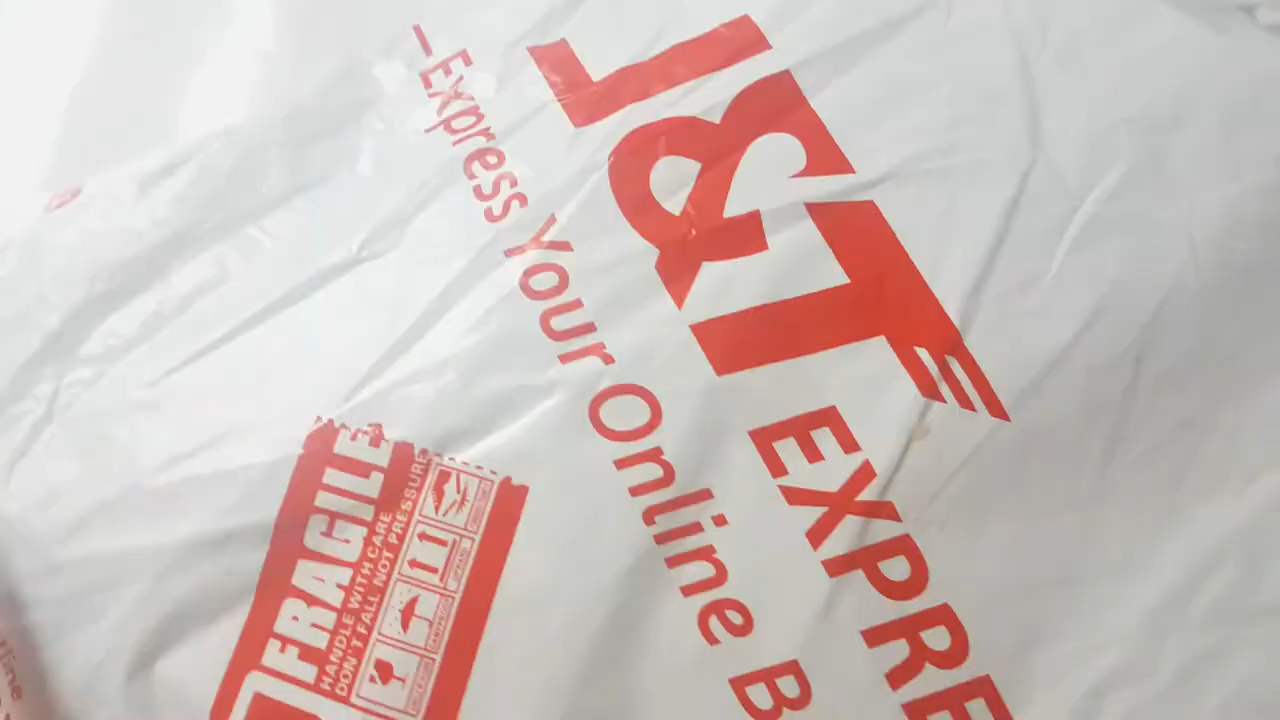 J&T EXPRE
Express Your Online B
FRAGILE
HANDLE WITH CARE
DON'T FALL NOT PRESSURE